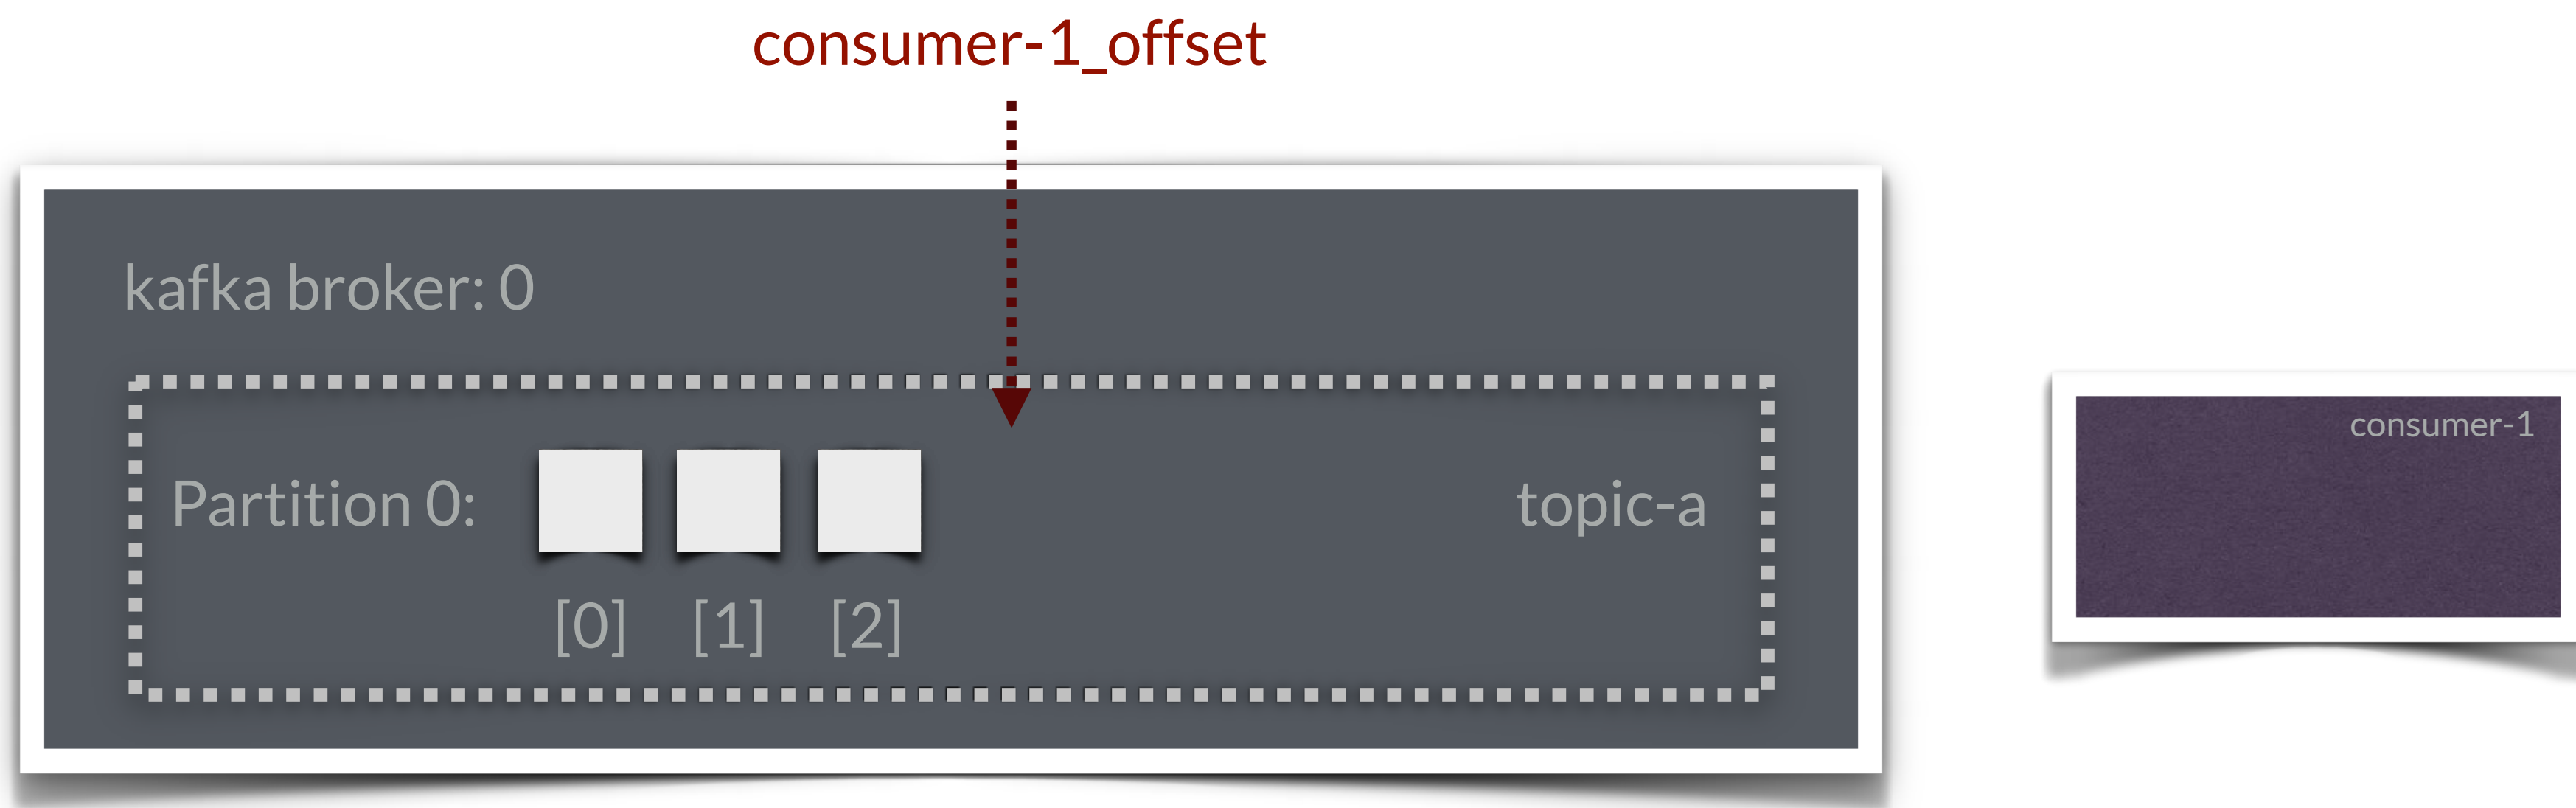 consumer-1_offset
kafka broker: 0
consumer-1
Partition 0:
topic-a
[0] [1] [2]